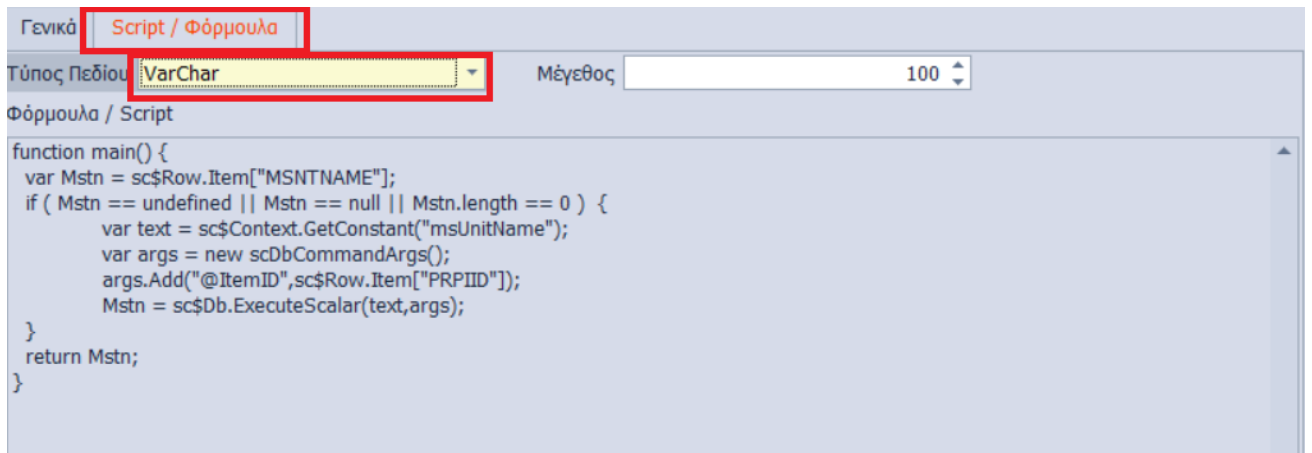 Γενικά Script / Φόρμουλα
Τύπος Πεδίου VarChar Μέγεθος 100
Φόρμουλα / Script
function main() {
var Mstn = sc$Row.Item["MSNTNAME"];
if ( Mstn == undefined || Mstn == null || Mstn.length == 0 ) {
var text = sc$Context.GetConstant("msUnitName");
var args = new scDbCommandArgs();
args.Add("@ItemID",sc$Row.Item["PRPIID"]);
Mstn = sc$Db.ExecuteScalar(text,args);
}
return Mstn;
}